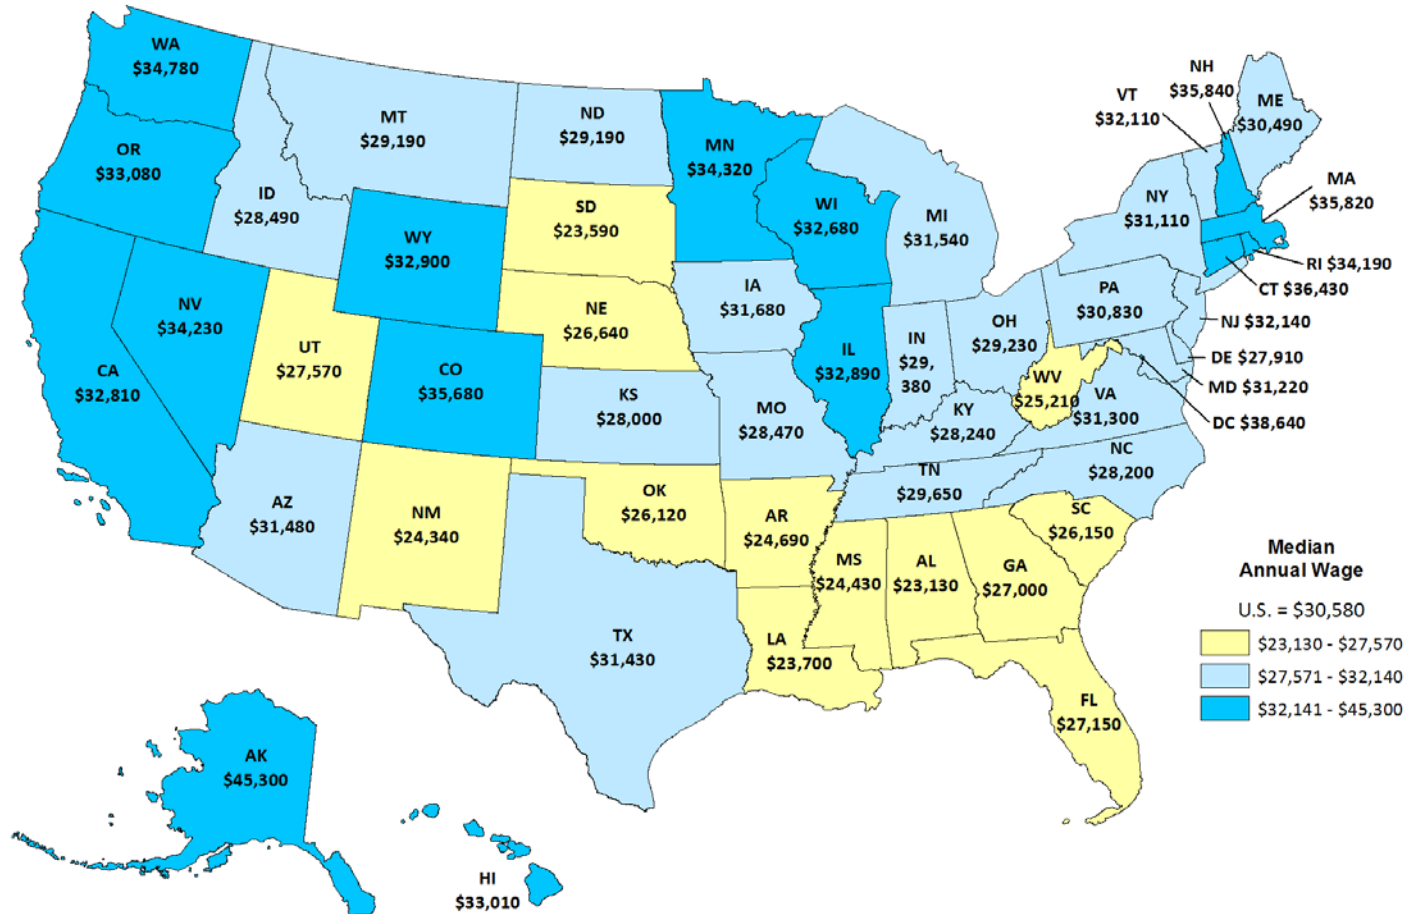 WA
$34,780
OR
$33,080
CA
$32,810
NV
$34,230
ID
$28,490
MT
$29,190
WY
$32,900
UT
$27,570
CO
$35,680
AZ
$31,480
NM
$24,340
ND
$29,190
SD
$23,590
NE
$26,640
KS
$28,000
OK
$26,120
TX
$31,430
MN
$34,320
IA
$31,680
MO
$28,470
AR
$24,690
LA
$23,700
WI
$32,680
IL
$32,890
MI
$31,540
IN
$29,
380
OH
$29,230
KY
$28,240
TN
$29,650
MS
$24,430
AL
$23,130
GA
$27,000
FL
$27,150
SC
$26,150
NC
$28,200
VA
$31,300
WV
$25,210
PA
$30,830
NY
$31,110
VT
$32,110
NH
$35,840
ME
$30,490
MA
$35,820
RI $34,190
CT $36,430
NJ $32,140
DE $27,910
MD $31,220
DC $38,640
AK
$45,300
HI
$33,010
Median
Annual Wage
U.S. = $30,580
$23,130 - $27,570
$27,571 - $32,140
$32,141 - $45,300